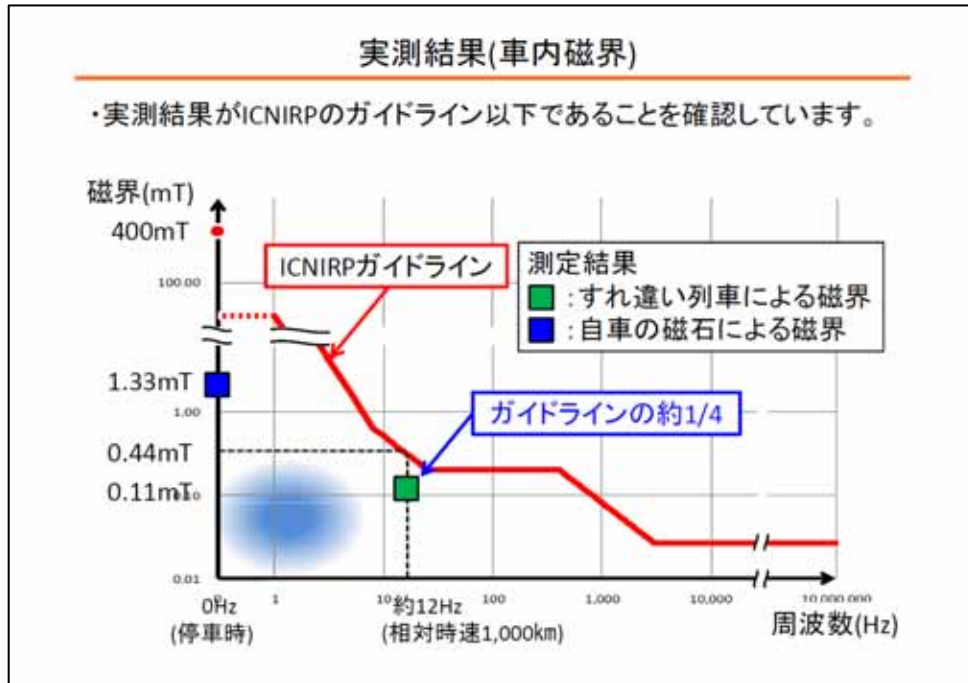 実測結果(車内磁界)
・実測結果がICNIRPのガイドライン以下であることを確認しています。
磁界(mT)
400mT
ICNIRPガイドライン
測定結果
：すれ違い列車による磁界
：自車の磁石による磁界
100.00
1.33mT
1.00
ガイドラインの約1/4
0.44mT
0.11mT
0.10
0.01
0Hz
(停車時)
1
10
約12Hz
(相対時速1,000km)
100
1,000
10,000
10,000,000
周波数(Hz)